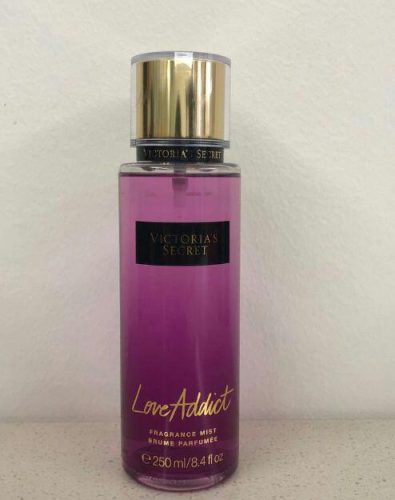 VICTORIA'S SECRET
VICTORIA'S
SECRET
Love Addict
FRAGRANCE MIST
BRUME PARFUMÉE
℮ 250 ml/8.4 fl oz